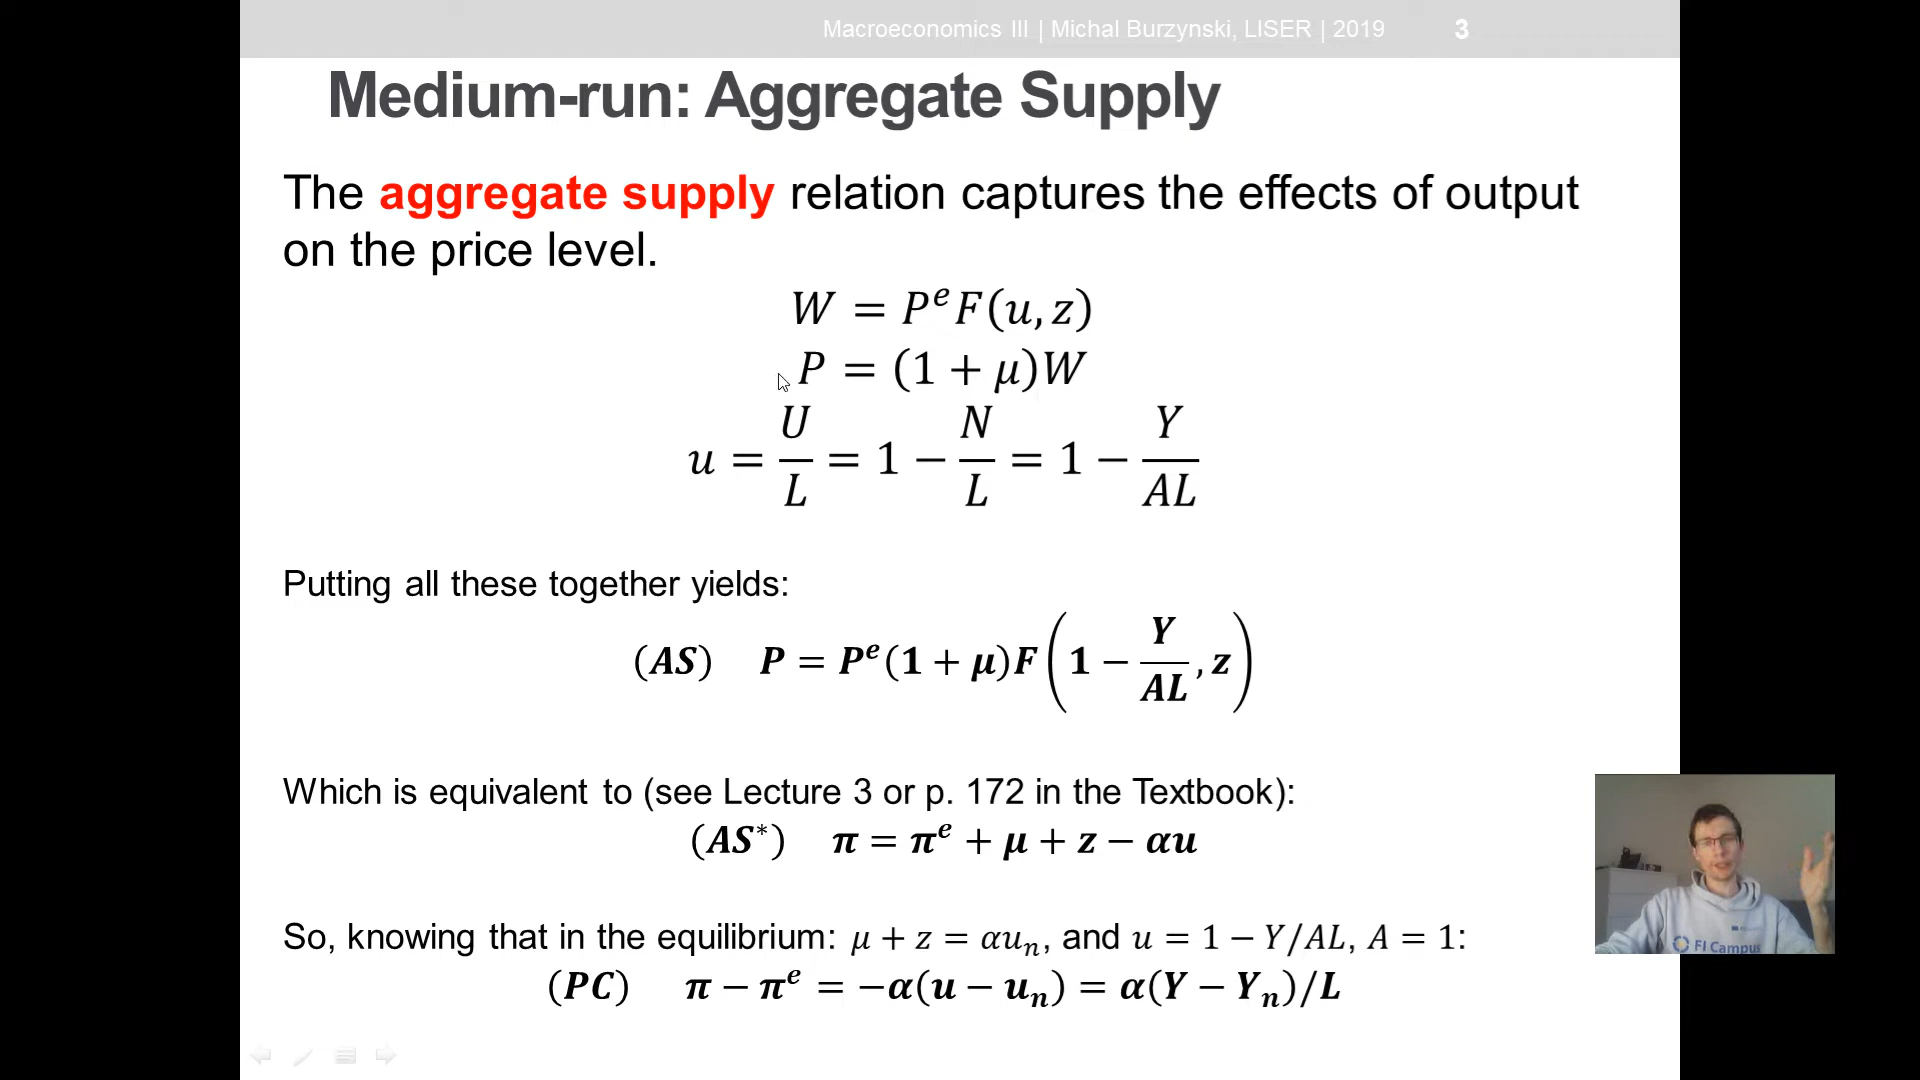 Macroeconomics III | Michal Burzynski, LISER | 2019 3
Medium-run: Aggregate Supply
The aggregate supply relation captures the effects of output
on the price level.
W = P^e F(u, z)
P = (1 + μ)W
u = U/L = 1 − N/L = 1 − Y/AL
Putting all these together yields:
(AS) P = P^e(1 + μ)F(1 − Y/AL, z)
Which is equivalent to (see Lecture 3 or p. 172 in the Textbook):
(AS*) π = π^e + μ + z − αu
So, knowing that in the equilibrium: μ + z = αu_n, and u = 1 − Y/AL, A = 1:
(PC) π − π^e = −α(u − u_n) = α(Y − Y_n)/L
FI Campus